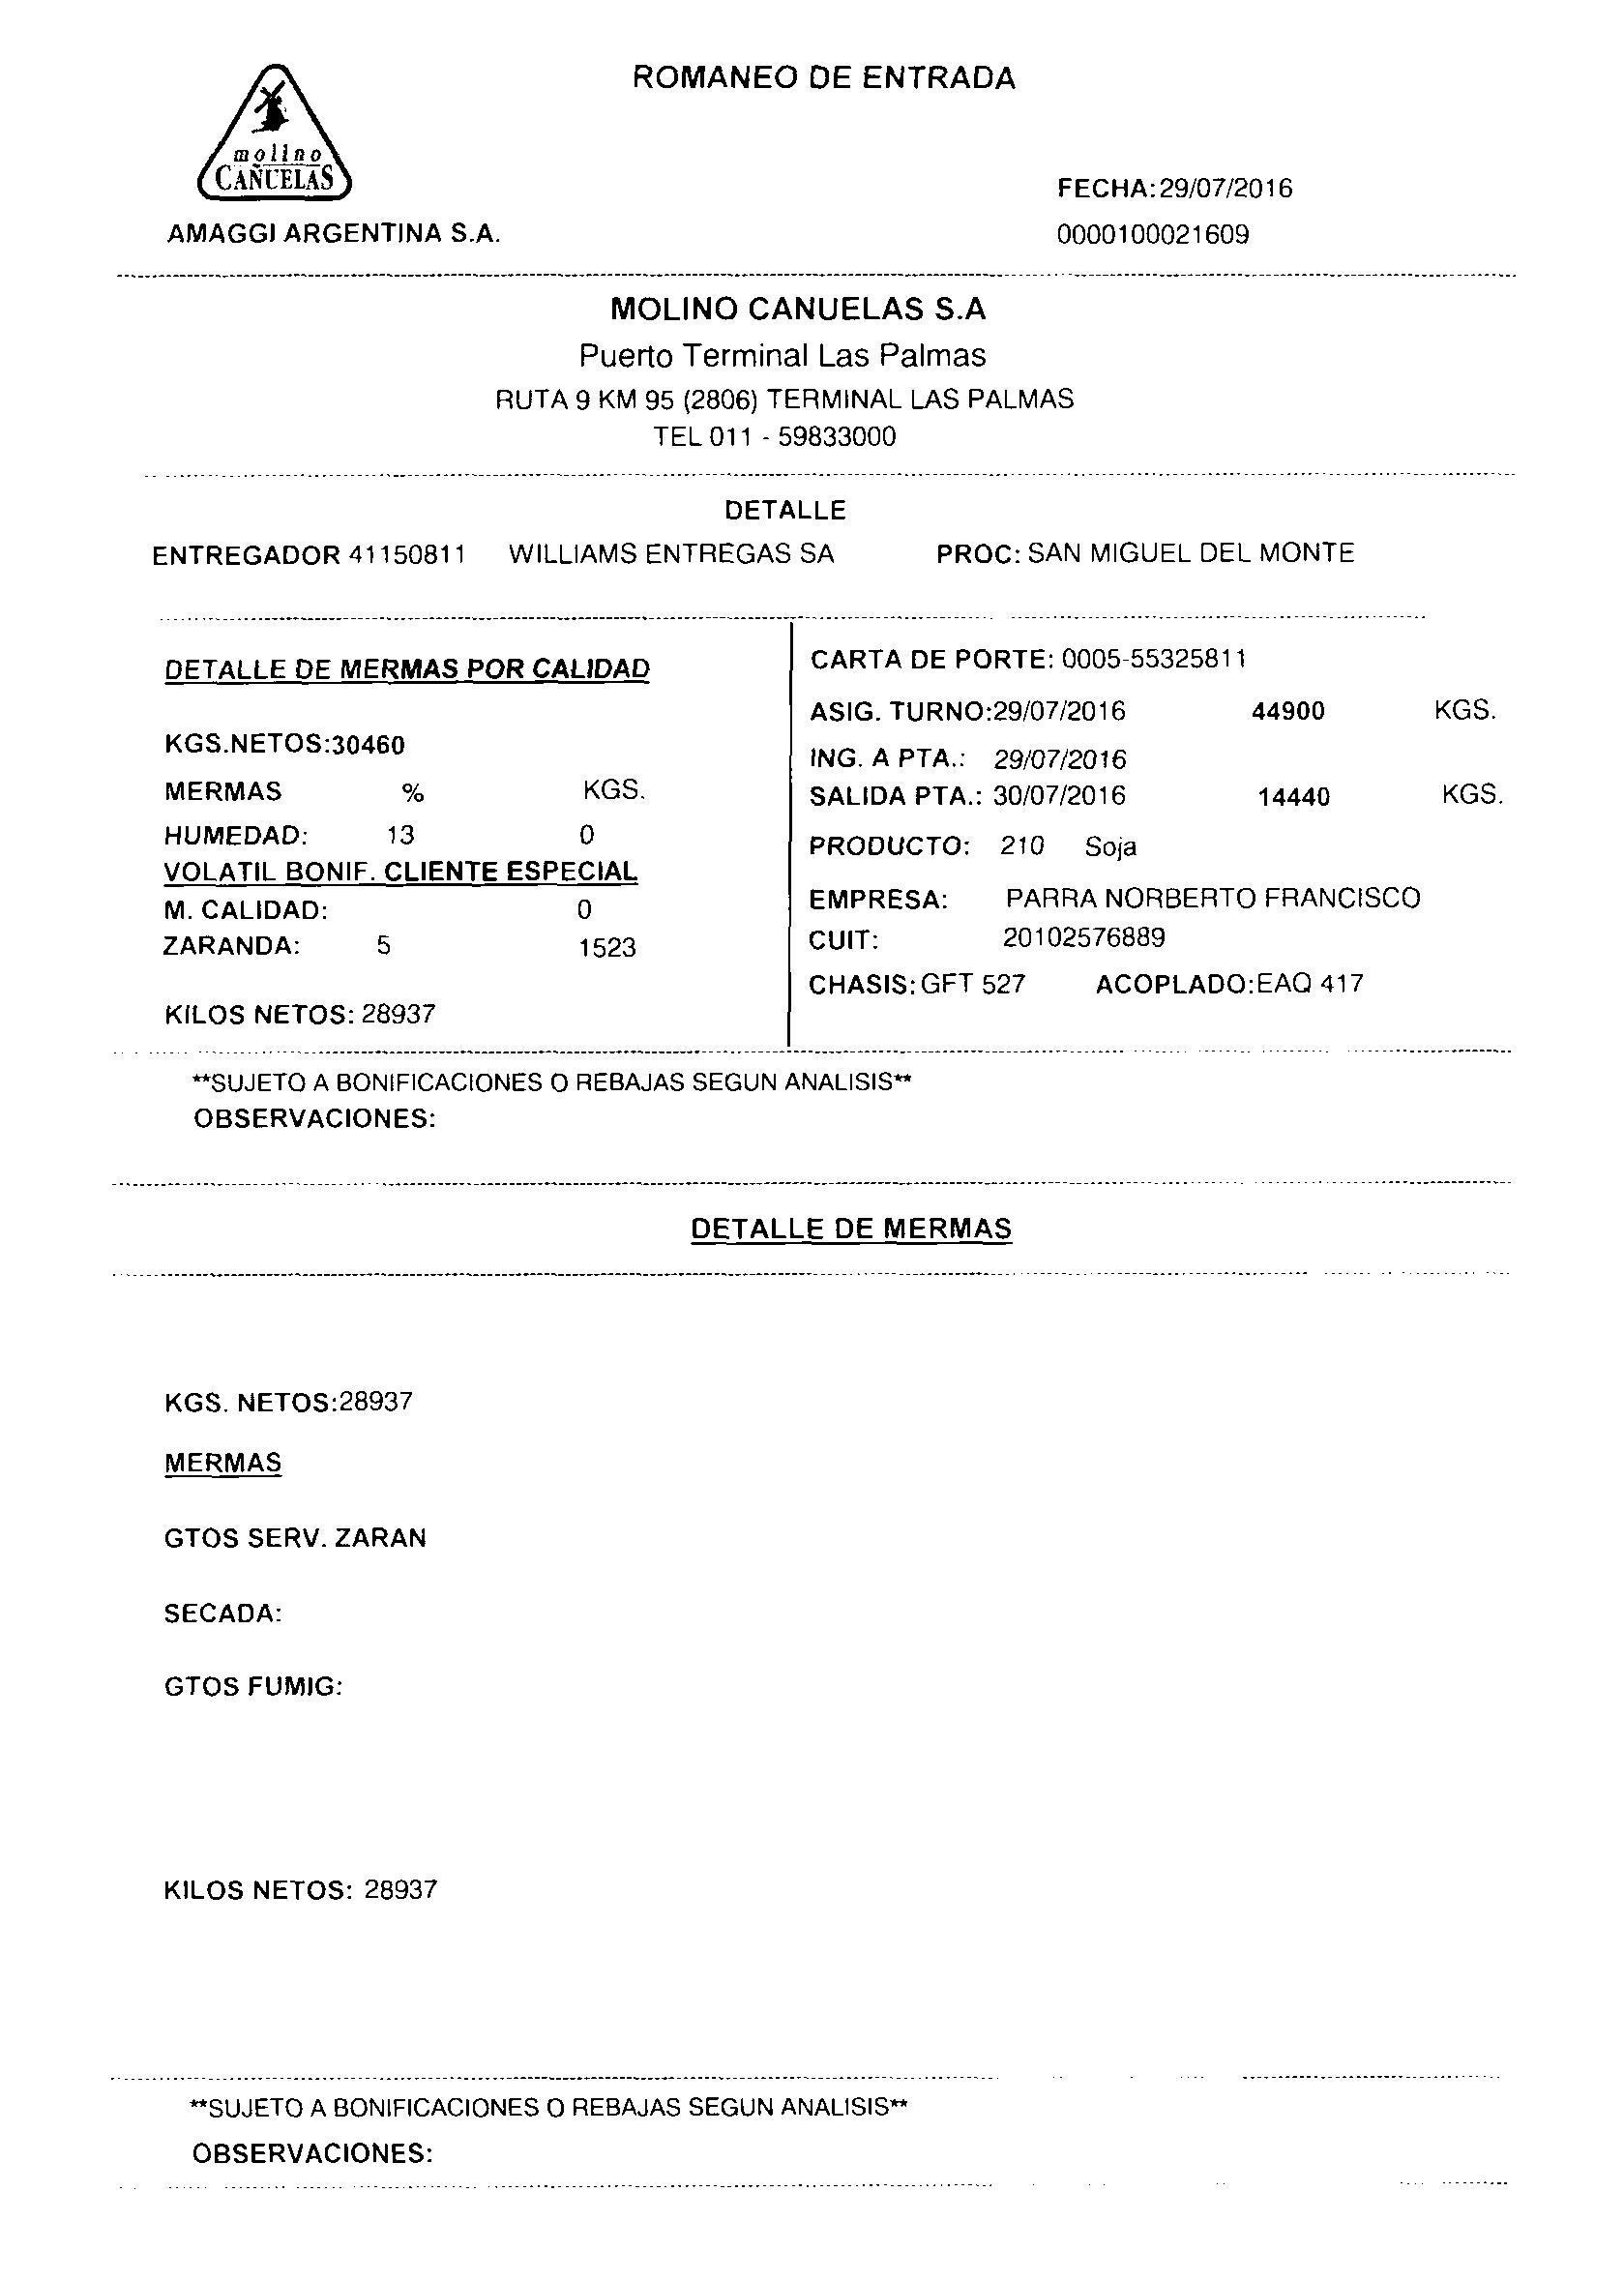 ROMANEO DE ENTRADA
molino
CAÑUELAS
FECHA:29/07/2016
AMAGGI ARGENTINA S.A.
0000100021609
MOLINO CANUELAS S.A
Puerto Terminal Las Palmas
RUTA 9 KM 95 (2806) TERMINAL LAS PALMAS
TEL 011 - 59833000
DETALLE
ENTREGADOR 41150811 WILLIAMS ENTREGAS SA PROC: SAN MIGUEL DEL MONTE
DETALLE DE MERMAS POR CALIDAD
KGS.NETOS:30460
MERMAS % KGS.
HUMEDAD: 13 0
VOLATIL BONIF. CLIENTE ESPECIAL
M. CALIDAD: 0
ZARANDA: 5 1523
KILOS NETOS: 28937
CARTA DE PORTE: 0005-55325811
ASIG. TURNO:29/07/2016 44900 KGS.
ING. A PTA.: 29/07/2016
SALIDA PTA.: 30/07/2016 14440 KGS.
PRODUCTO: 210 Soja
EMPRESA: PARRA NORBERTO FRANCISCO
CUIT: 20102576889
CHASIS: GFT 527 ACOPLADO:EAQ 417
**SUJETO A BONIFICACIONES O REBAJAS SEGUN ANALISIS**
OBSERVACIONES:
DETALLE DE MERMAS
KGS. NETOS:28937
MERMAS
GTOS SERV. ZARAN
SECADA:
GTOS FUMIG:
KILOS NETOS: 28937
**SUJETO A BONIFICACIONES O REBAJAS SEGUN ANALISIS**
OBSERVACIONES: